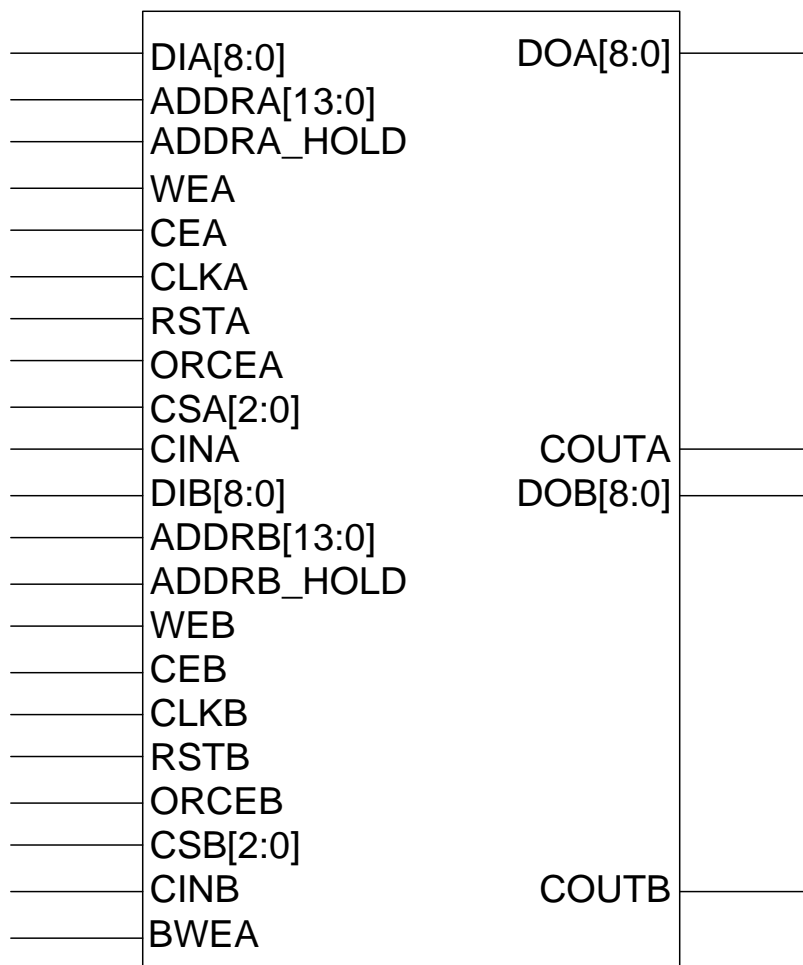 DIA[8:0] DOA[8:0]
ADDRA[13:0]
ADDRA_HOLD
WEA
CEA
CLKA
RSTA
ORCEA
CSA[2:0]
CINA COUTA
DIB[8:0] DOB[8:0]
ADDRB[13:0]
ADDRB_HOLD
WEB
CEB
CLKB
RSTB
ORCEB
CSB[2:0]
CINB COUTB
BWEA